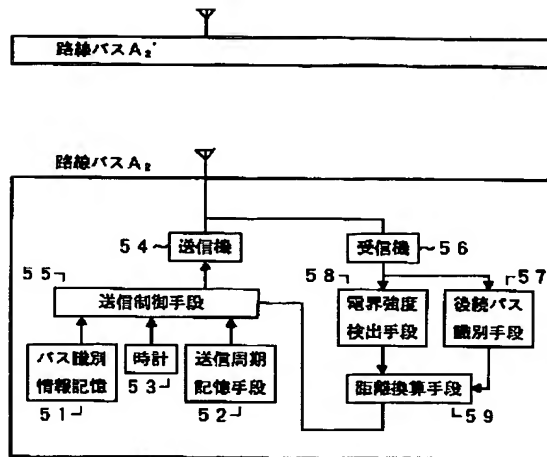 路線バスA₂'
路線バスA₂
54 送信機
受信機 56
55
送信制御手段
58
電界強度
検出手段
57
後続バス
識別手段
バス識別
情報記憶
51
時計
53
送信周期
記憶手段
52
距離換算手段
59